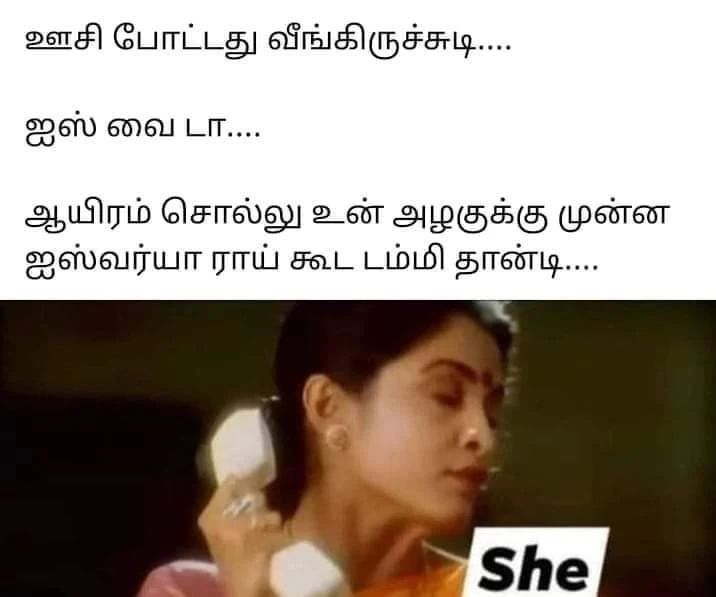 ஊசி போட்டது வீங்கிருச்சுடி....
ஐஸ் வை டா....
ஆயிரம் சொல்லு உன் அழகுக்கு முன்ன
ஐஸ்வர்யா ராய் கூட டம்மி தான்டி....
She